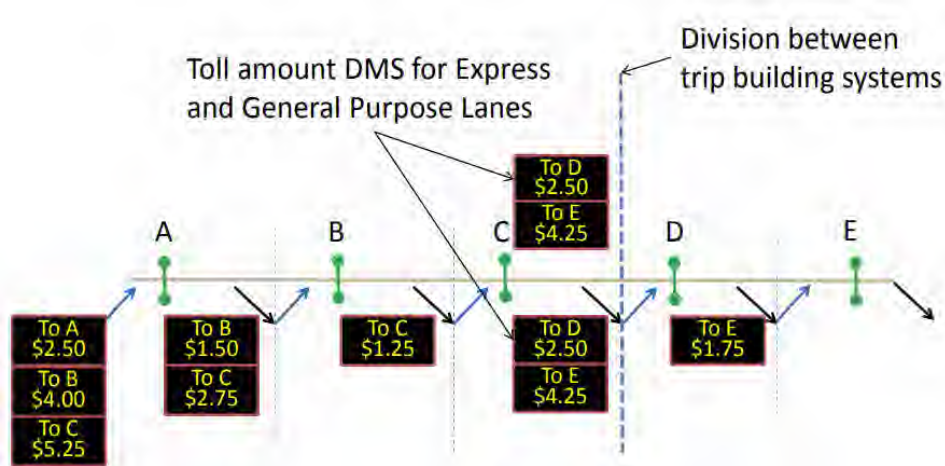 Division between
trip building systems
Toll amount DMS for Express
and General Purpose Lanes
To D
$2.50
To E
$4.25
A
B
C
D
E
To A
$2.50
To B
$4.00
To C
$5.25
To B
$1.50
To C
$2.75
To C
$1.25
To D
$2.50
To E
$4.25
To E
$1.75